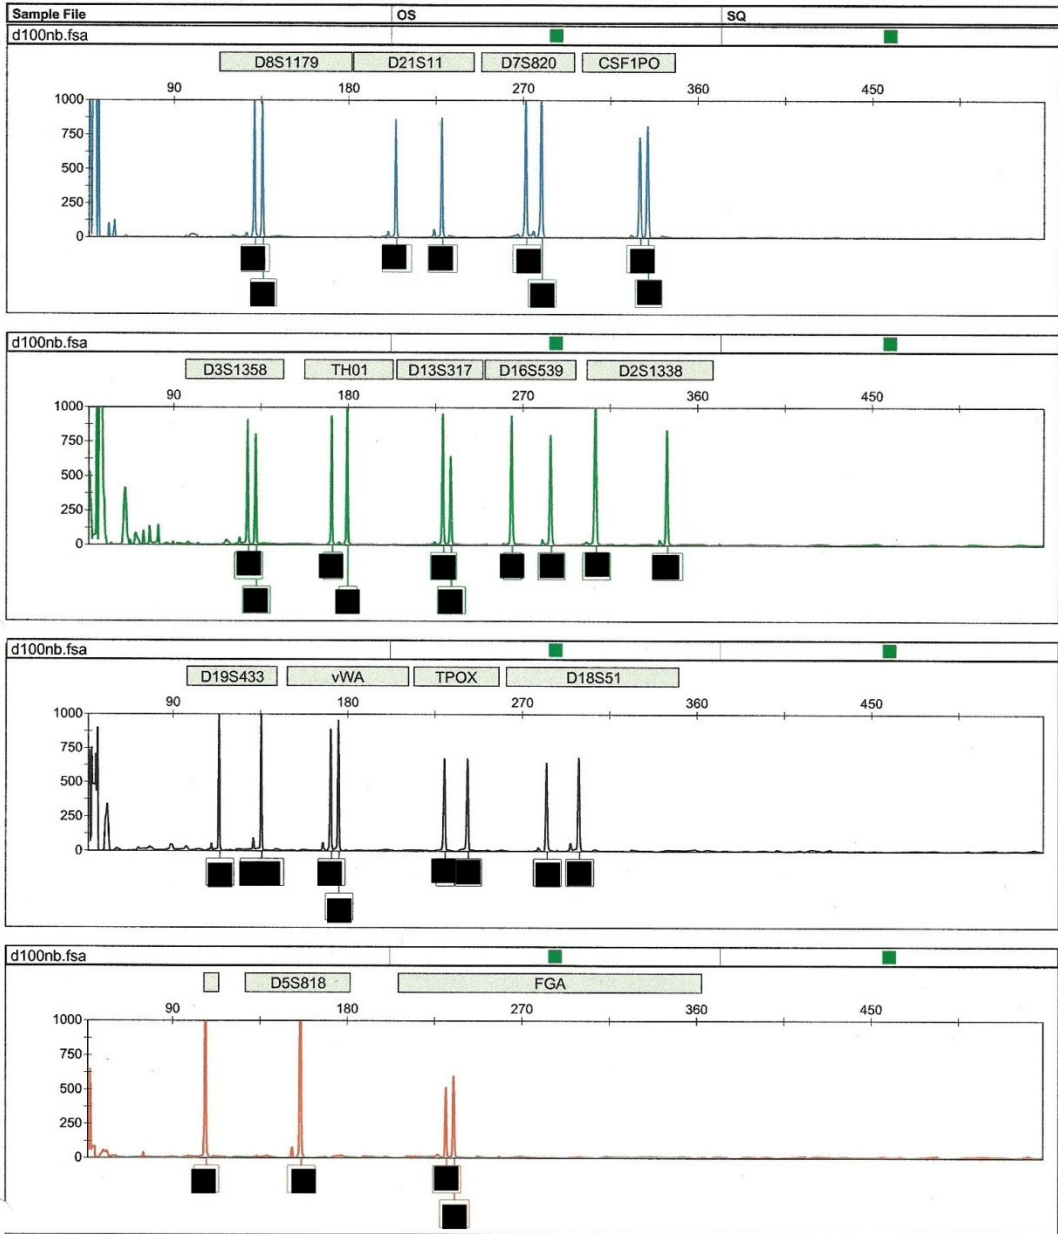 Sample File OS SQ
d100nb.fsa
D8S1179 D21S11 D7S820 CSF1PO
90 180 270 360 450
1000
750
500
250
0
d100nb.fsa
D3S1358 TH01 D13S317 D16S539 D2S1338
90 180 270 360 450
1000
750
500
250
0
d100nb.fsa
D19S433 vWA TPOX D18S51
90 180 270 360 450
1000
750
500
250
0
d100nb.fsa
D5S818 FGA
90 180 270 360 450
1000
750
500
250
0